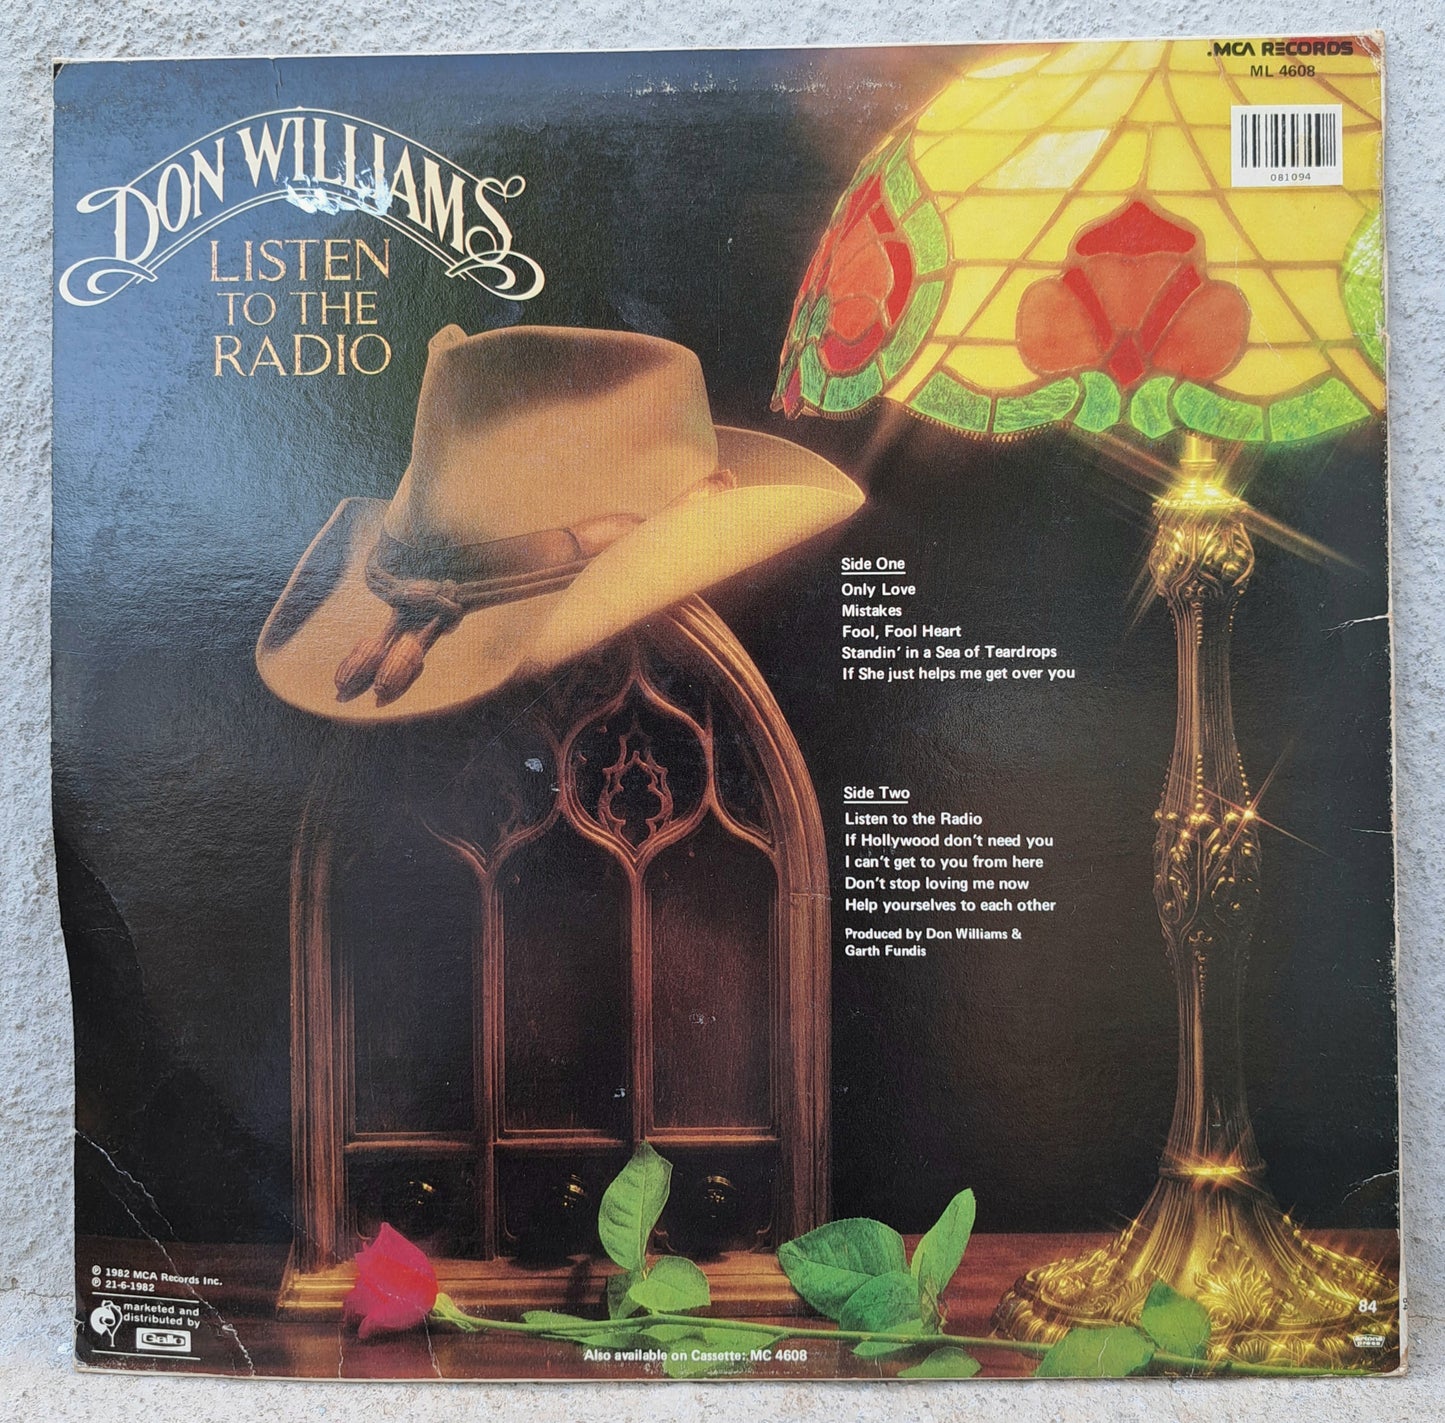 .MCA RECORDS
ML 4608
081094
DON WILLIAMS
LISTEN
TO THE
RADIO
Side One
Only Love
Mistakes
Fool, Fool Heart
Standin' in a Sea of Teardrops
If She just helps me get over you
Side Two
Listen to the Radio
If Hollywood don't need you
I can't get to you from here
Don't stop loving me now
Help yourselves to each other
Produced by Don Williams &
Garth Fundis
℗ 1982 MCA Records Inc.
℗ 21-6-1982
marketed and
distributed by
Gallo
Also available on Cassette: MC 4608
84
84
artone
press